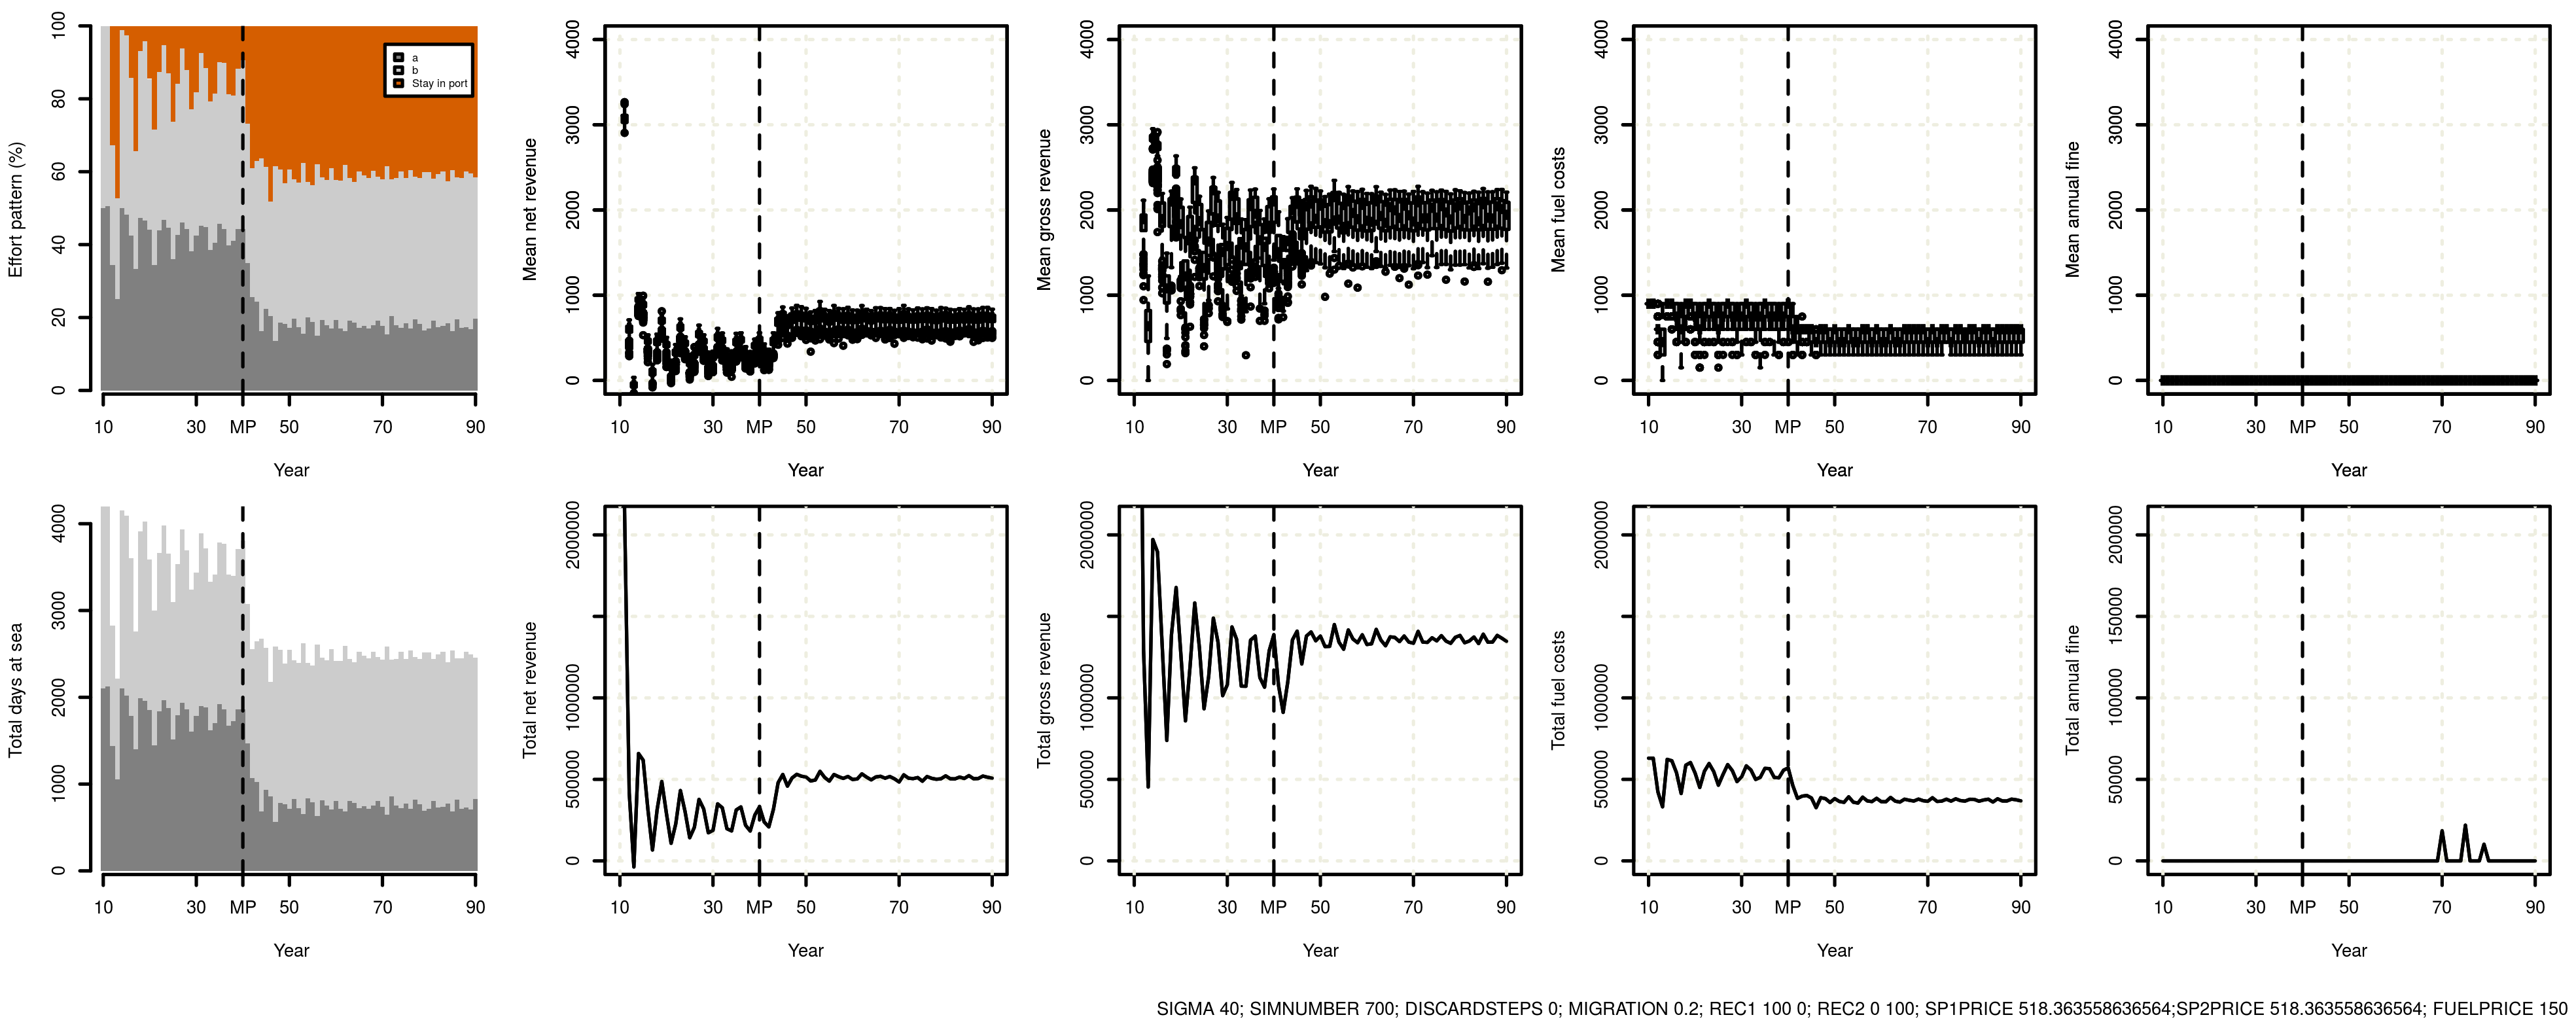 Effort pattern (%)
0 20 40 60 80 100
a
b
Stay in port
10 30 MP 50 70 90
Year
Mean net revenue
0 1000 2000 3000 4000
10 30 MP 50 70 90
Year
Mean gross revenue
0 1000 2000 3000 4000
10 30 MP 50 70 90
Year
Mean fuel costs
0 1000 2000 3000 4000
10 30 MP 50 70 90
Year
Mean annual fine
0 1000 2000 3000 4000
10 30 MP 50 70 90
Year
Total days at sea
0 1000 2000 3000 4000
10 30 MP 50 70 90
Year
Total net revenue
0 500000 1000000 2000000
10 30 MP 50 70 90
Year
Total gross revenue
0 500000 1000000 2000000
10 30 MP 50 70 90
Year
Total fuel costs
0 500000 1000000 2000000
10 30 MP 50 70 90
Year
Total annual fine
0 50000 100000 150000 200000
10 30 MP 50 70 90
Year
SIGMA 40; SIMNUMBER 700; DISCARDSTEPS 0; MIGRATION 0.2; REC1 100 0; REC2 0 100; SP1PRICE 518.363558636564;SP2PRICE 518.363558636564; FUELPRICE 150